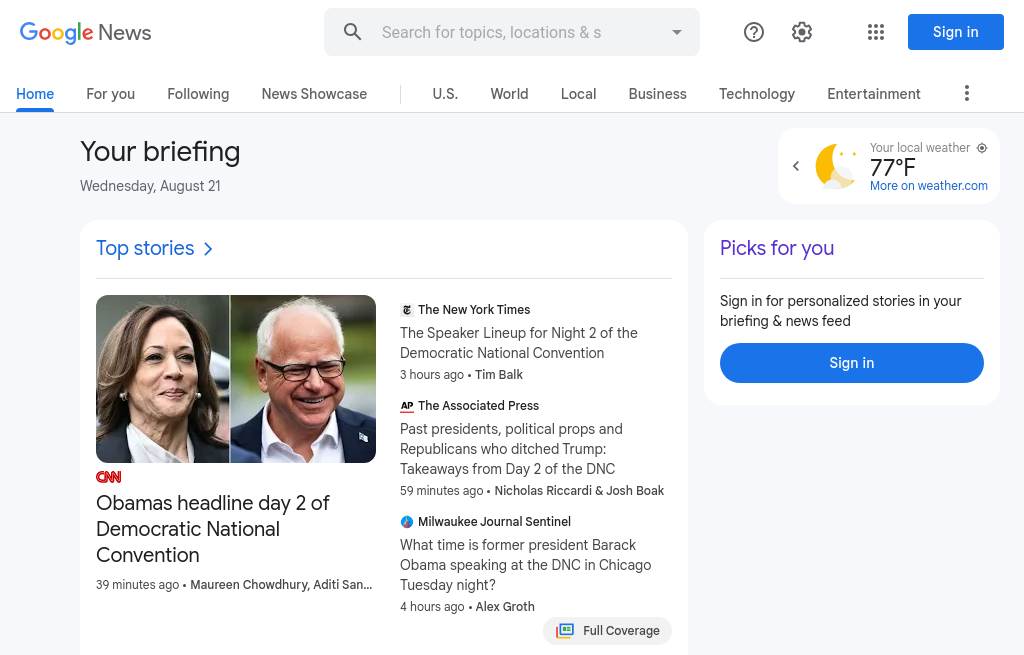 Google News
Search for topics, locations & s
Sign in
Home
For you
Following
News Showcase
U.S.
World
Local
Business
Technology
Entertainment
Your briefing
Wednesday, August 21
Your local weather
77°F
More on weather.com
Top stories
CNN
Obamas headline day 2 of
Democratic National
Convention
39 minutes ago • Maureen Chowdhury, Aditi San...
The New York Times
The Speaker Lineup for Night 2 of the
Democratic National Convention
3 hours ago • Tim Balk
AP The Associated Press
Past presidents, political props and
Republicans who ditched Trump:
Takeaways from Day 2 of the DNC
59 minutes ago • Nicholas Riccardi & Josh Boak
Milwaukee Journal Sentinel
What time is former president Barack
Obama speaking at the DNC in Chicago
Tuesday night?
4 hours ago • Alex Groth
Full Coverage
Picks for you
Sign in for personalized stories in your
briefing & news feed
Sign in